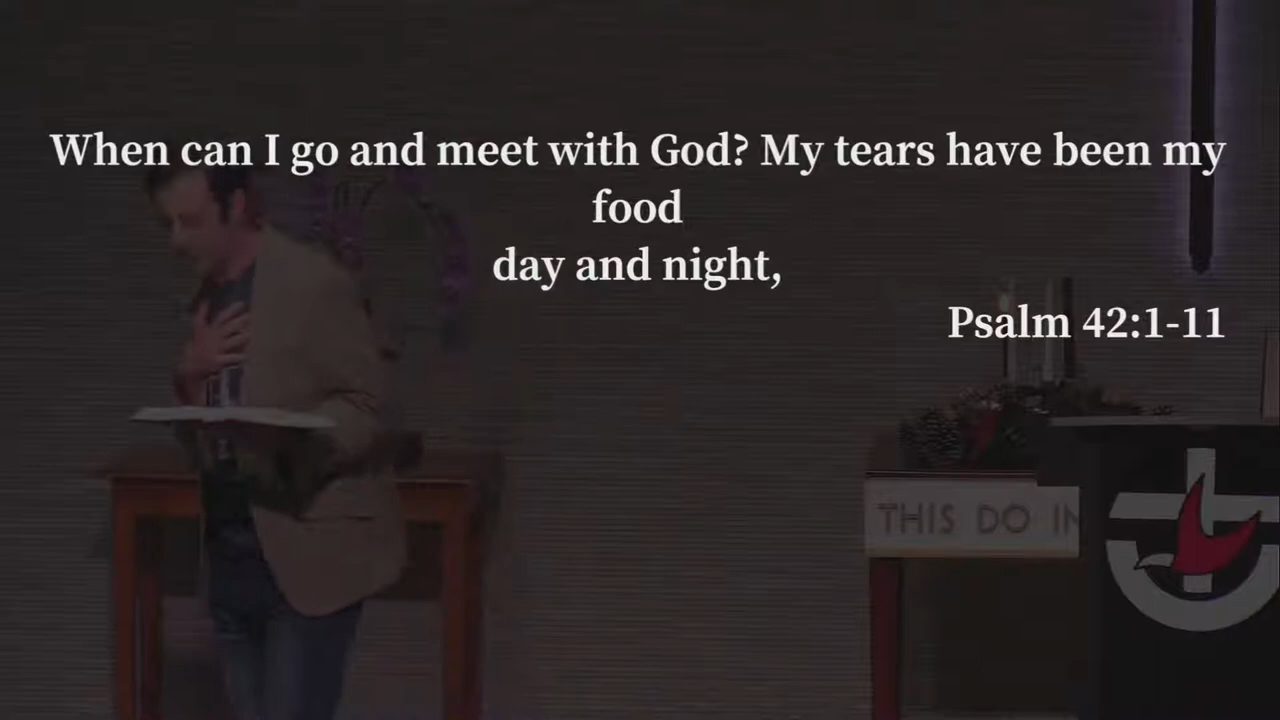 When can I go and meet with God? My tears have been my
food
day and night,
Psalm 42:1-11
THIS DO IN